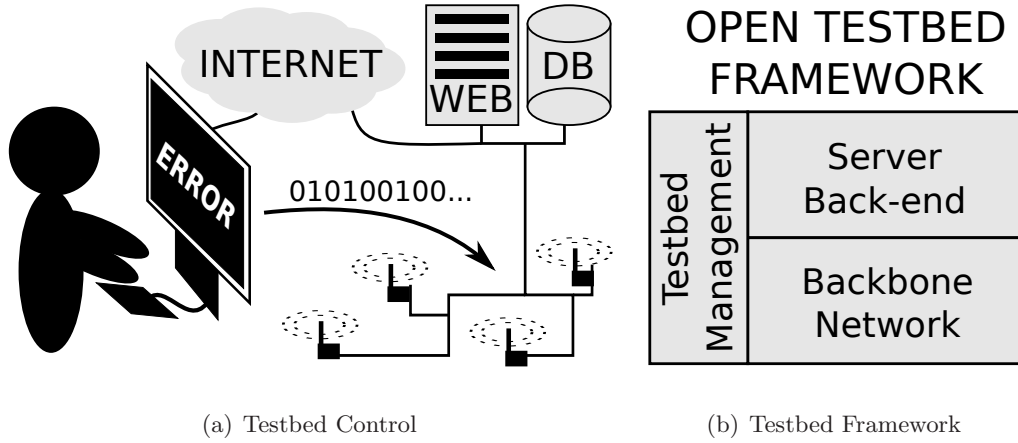 INTERNET
WEB
DB
ERROR
010100100...
(a) Testbed Control
OPEN TESTBED
FRAMEWORK
Testbed
Management
Server
Back-end
Backbone
Network
(b) Testbed Framework